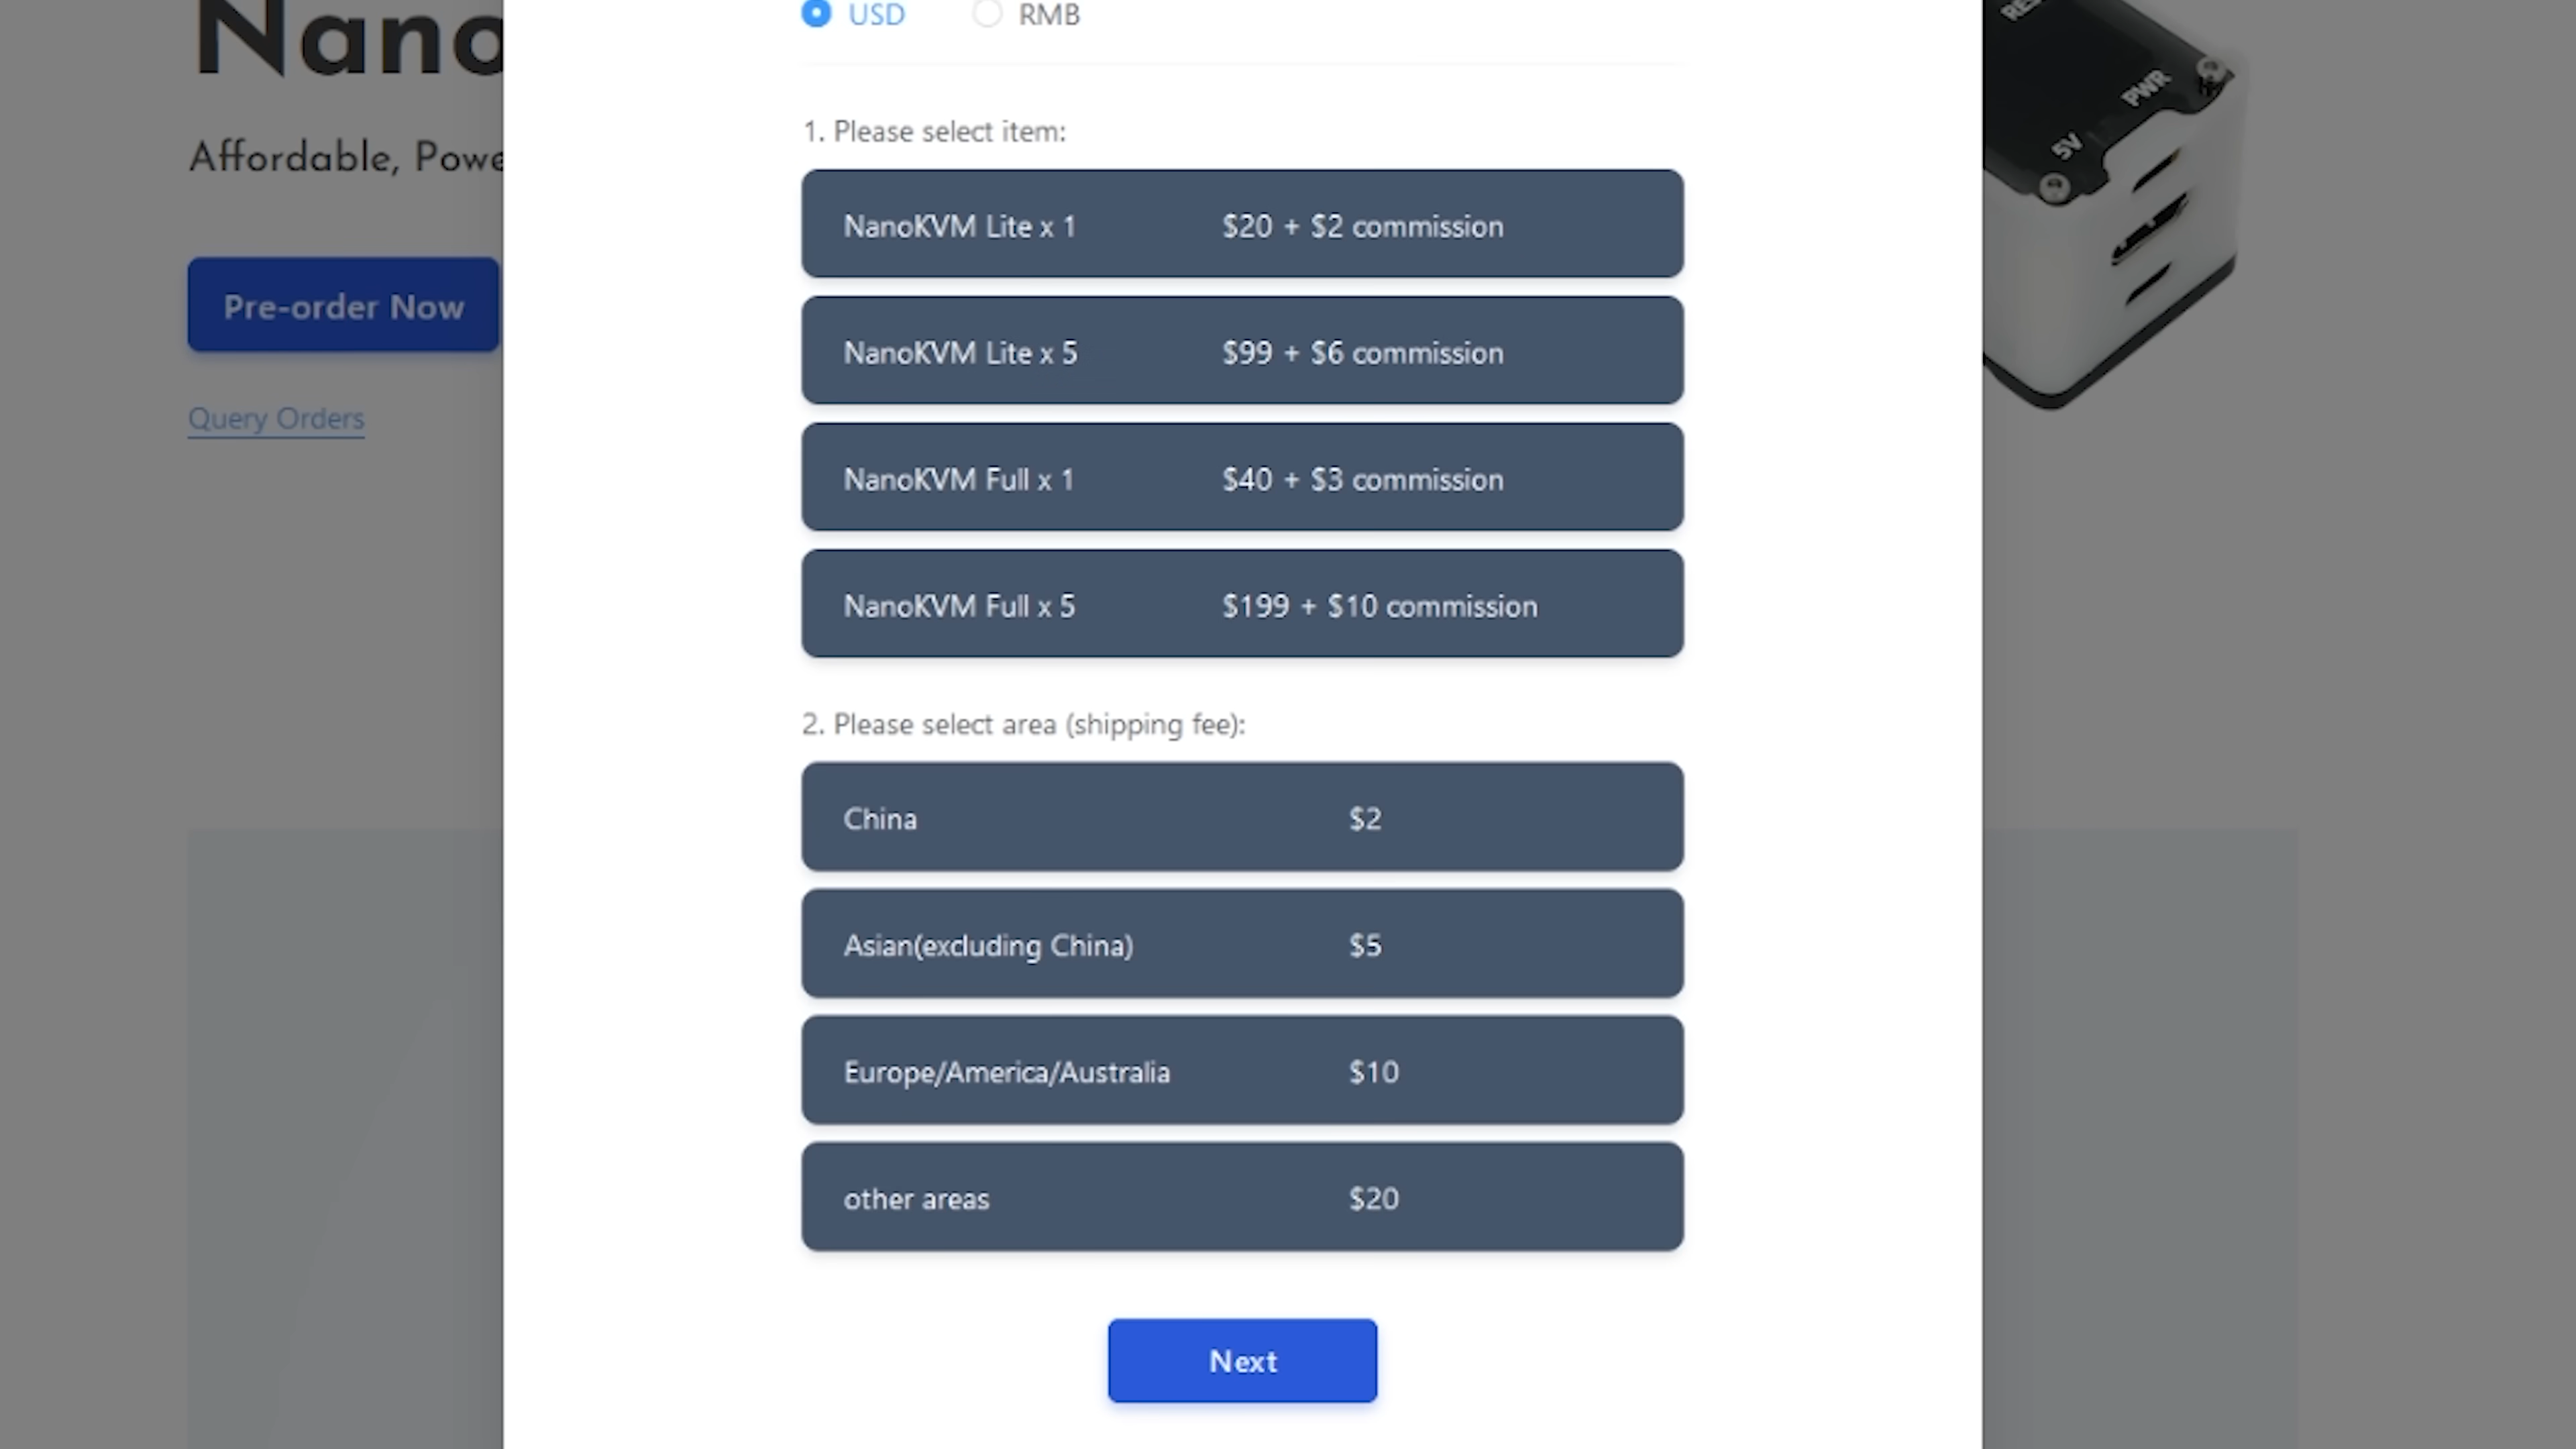 USD RMB
Nano
Affordable, Powe
Pre-order Now
Query Orders
1. Please select item:
NanoKVM Lite x 1 $20 + $2 commission
NanoKVM Lite x 5 $99 + $6 commission
NanoKVM Full x 1 $40 + $3 commission
NanoKVM Full x 5 $199 + $10 commission
2. Please select area (shipping fee):
China $2
Asian(excluding China) $5
Europe/America/Australia $10
other areas $20
Next
PWR
5V